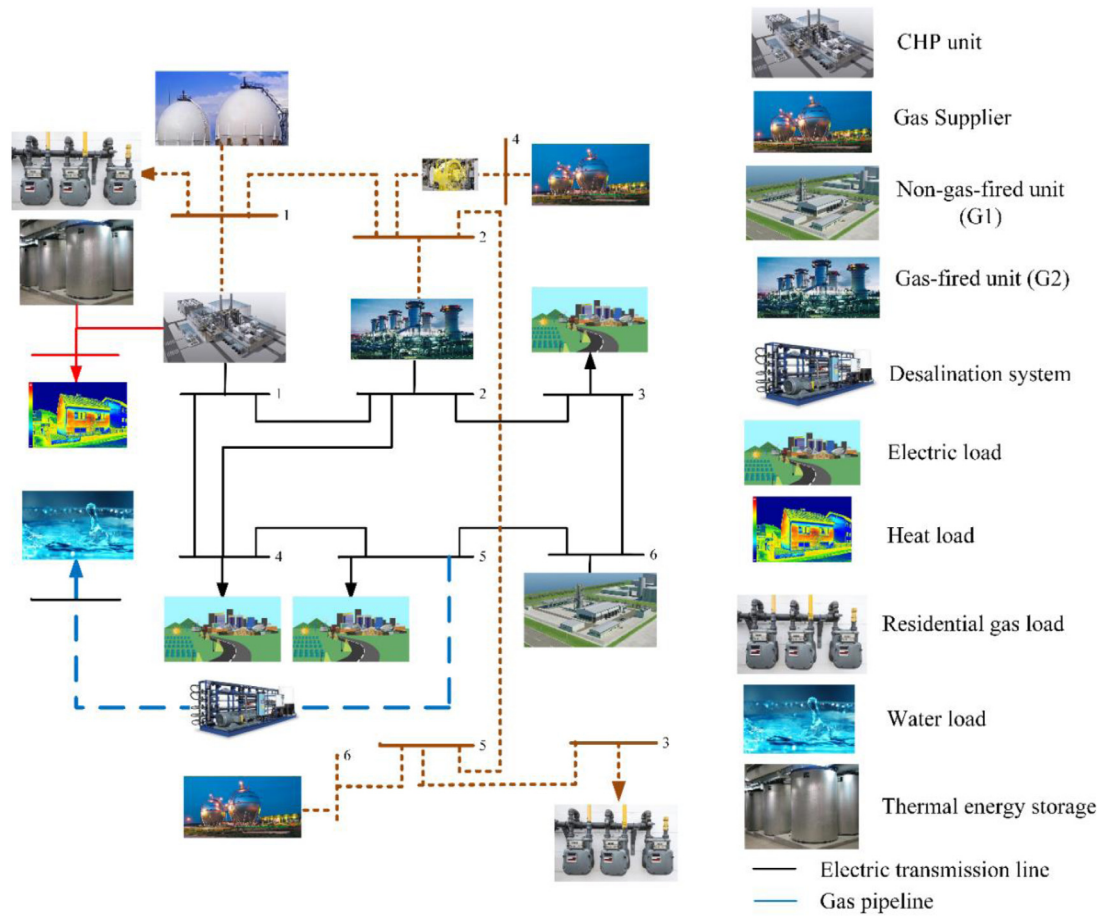 4
1
2
1
2
3
4
5
6
6
5
3
CHP unit
Gas Supplier
Non-gas-fired unit
(G1)
Gas-fired unit (G2)
Desalination system
Electric load
Heat load
Residential gas load
Water load
Thermal energy storage
Electric transmission line
Gas pipeline